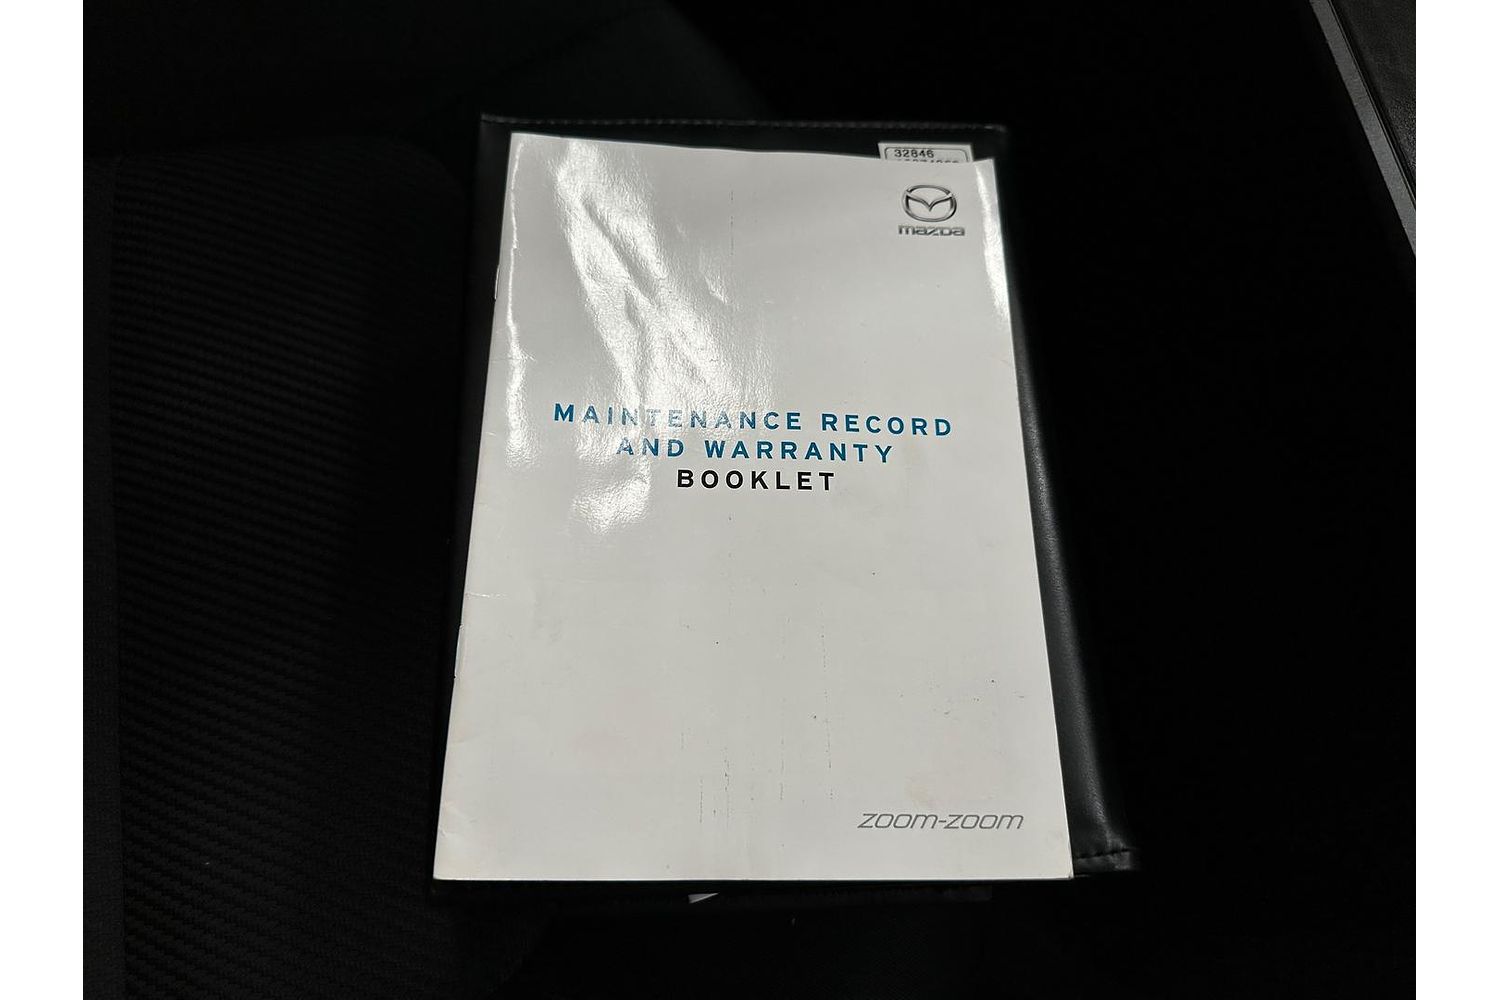 32846
mazda
MAINTENANCE RECORD
AND WARRANTY
BOOKLET
zoom-zoom